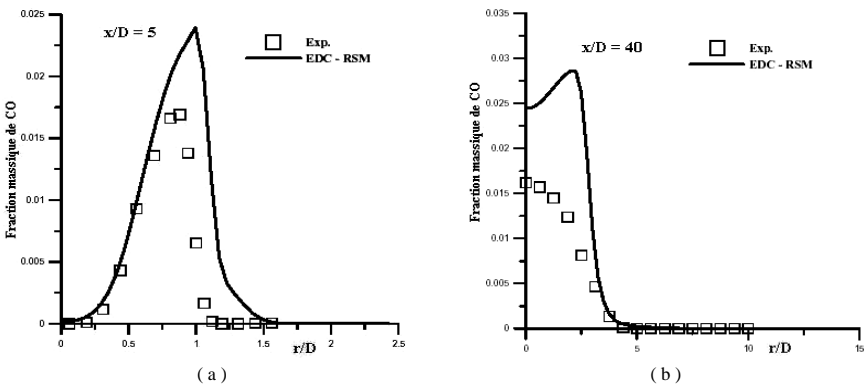 0.025
0.02
0.015
0.01
0.005
0
Fraction massique de CO
x/D = 5
Exp.
EDC - RSM
0
0.5
1
1.5
2
2.5
r/D
( a )
0.035
0.03
0.025
0.02
0.015
0.01
0.005
0
Fraction massique de CO
x/D = 40
Exp.
EDC - RSM
0
5
10
15
r/D
( b )